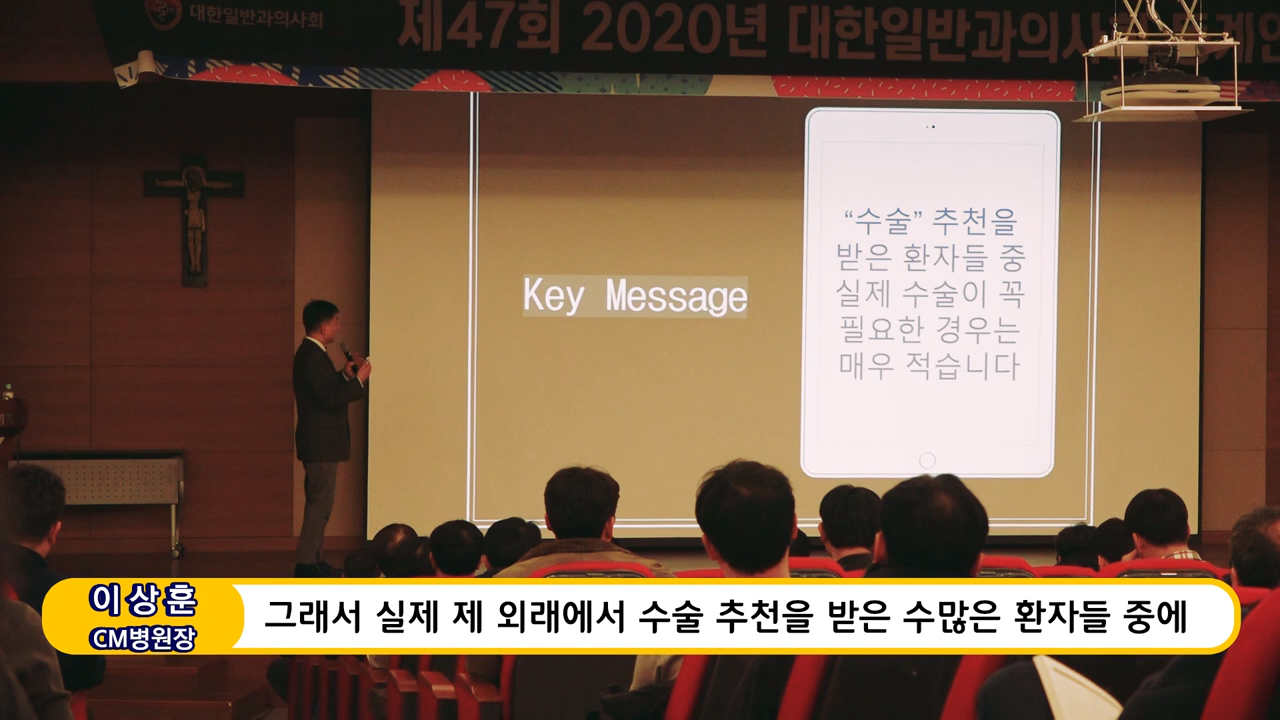 대한일반과의사회
제47회 2020년 대한일반과의사회
“수술” 추천을
받은 환자들 중
실제 수술이 꼭
필요한 경우는
매우 적습니다
Key Message
이상훈
CM병원장
그래서 실제 제 외래에서 수술 추천을 받은 수많은 환자들 중에